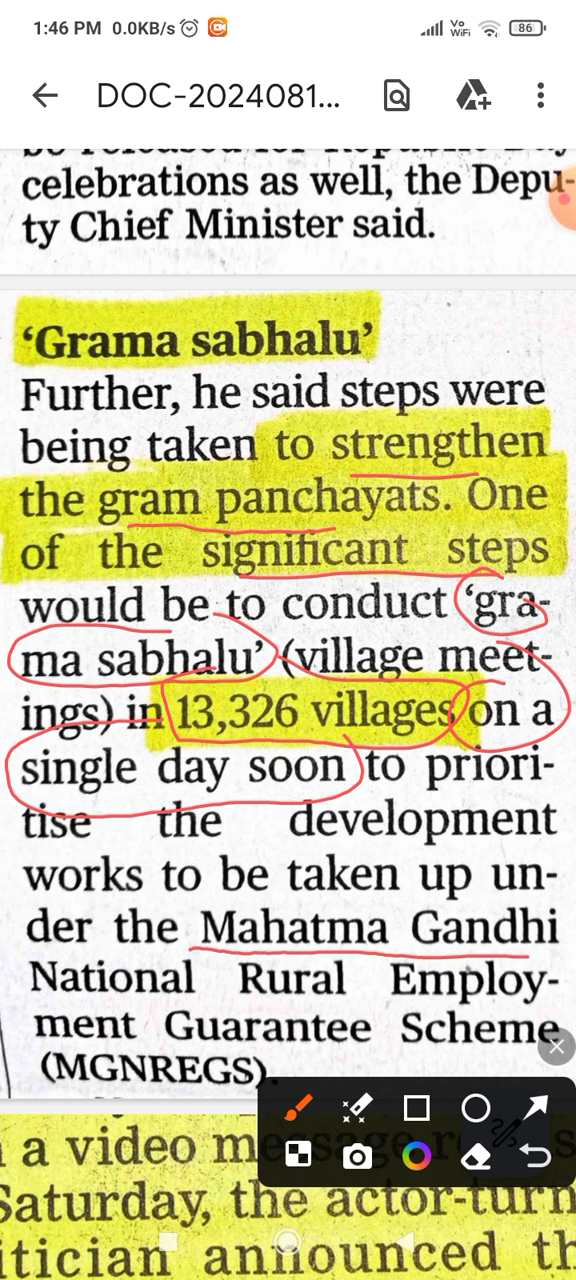 1:46 PM 0.0KB/s Vo WiFi 86
DOC-2024081...
celebrations as well, the Depu-
ty Chief Minister said.
‘Grama sabhalu’
Further, he said steps were
being taken to strengthen
the gram panchayats. One
of the significant steps
would be to conduct ‘gra-
ma sabhalu’ (village meet-
ings) in 13,326 villages on a
single day soon to priori-
tise the development
works to be taken up un-
der the Mahatma Gandhi
National Rural Employ-
ment Guarantee Scheme
(MGNREGS).
a video
Saturday, the actor-turn
itician announced th